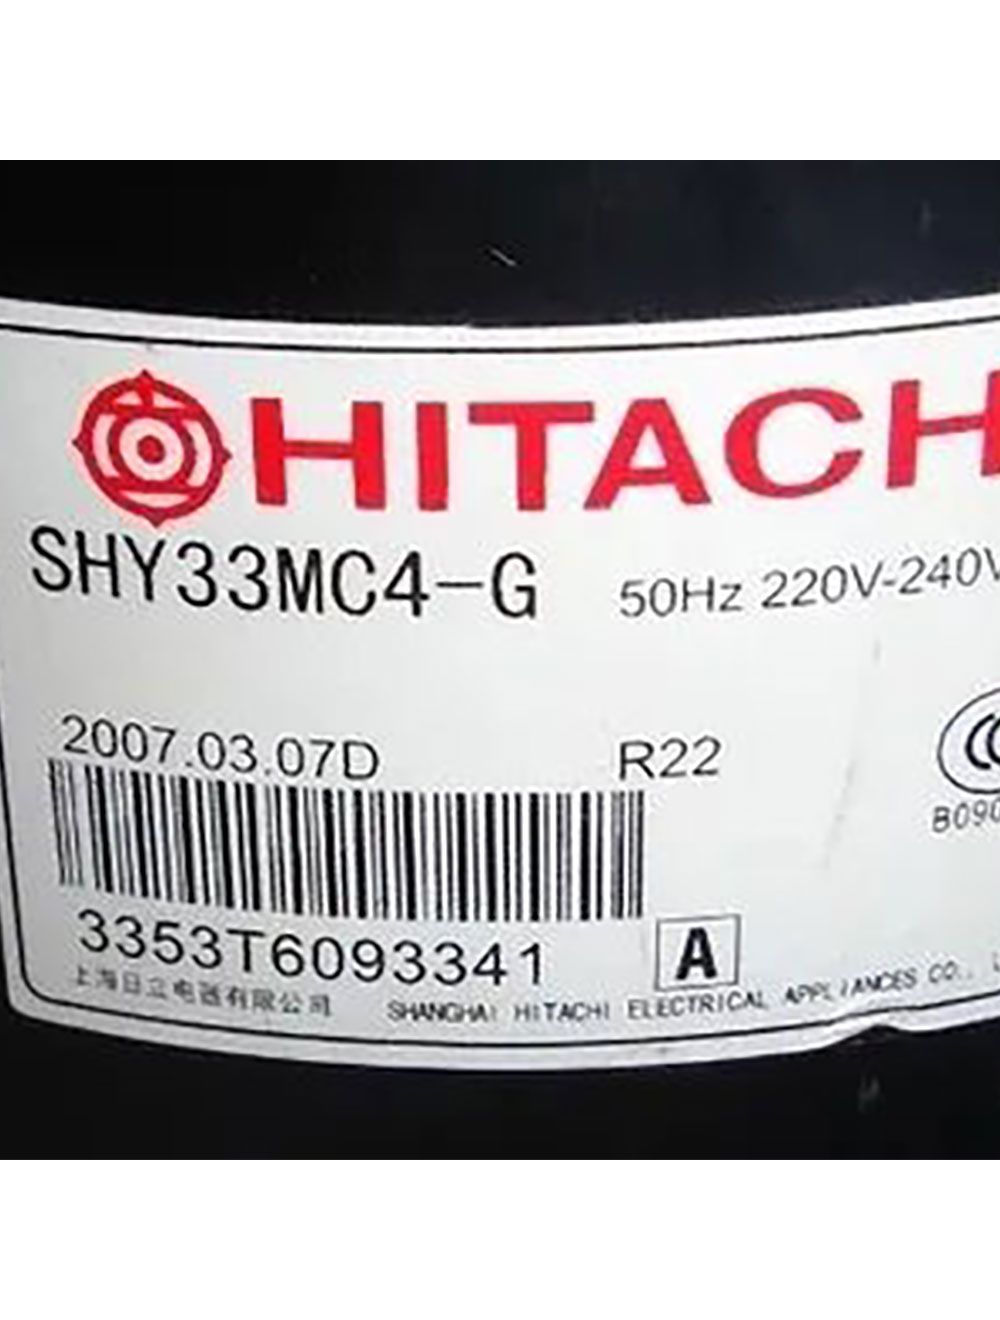 HITACH
SHY33MC4-G 50Hz 220V-240V
2007.03.07D R22
B090
3353T6093341 A
上海日立电器有限公司 SHANGHAI HITACHI ELECTRICAL APPLIANCES CO.,